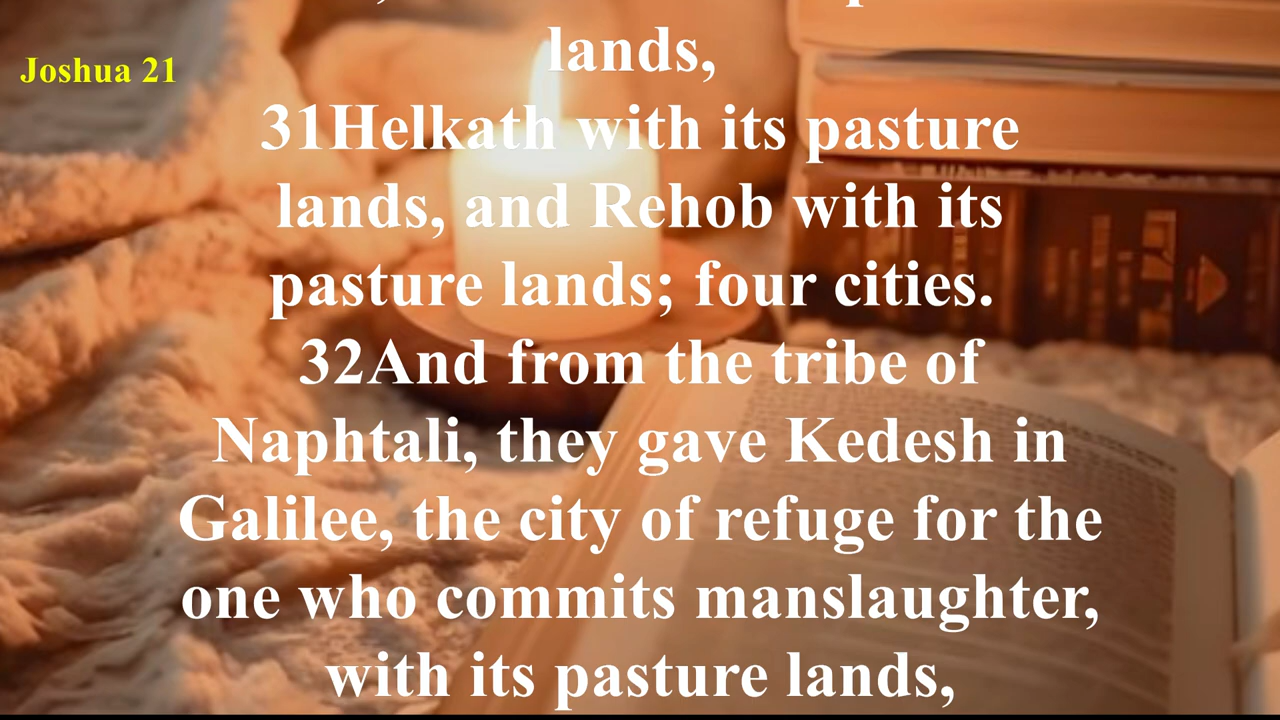 lands,
Joshua 21
31Helkath with its pasture
lands, and Rehob with its
pasture lands; four cities.
32And from the tribe of
Naphtali, they gave Kedesh in
Galilee, the city of refuge for the
one who commits manslaughter,
with its pasture lands,